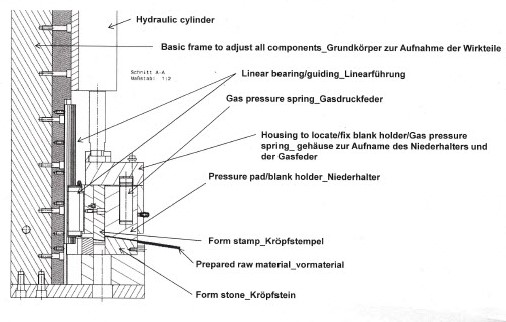 Hydraulic cylinder
Basic frame to adjust all components_Grundkörper zur Aufnahme der Wirkteile
Schnitt A-A
Maßstab: 1:2
Linear bearing/guiding_Linearführung
Gas pressure spring_Gasdruckfeder
Housing to locate/fix blank holder/Gas pressure
spring_ gehäuse zur Aufname des Niederhalters und
der Gasfeder
Pressure pad/blank holder_Niederhalter
Form stamp_Kröpfstempel
Prepared raw material_vormaterial
Form stone_Kröpfstein